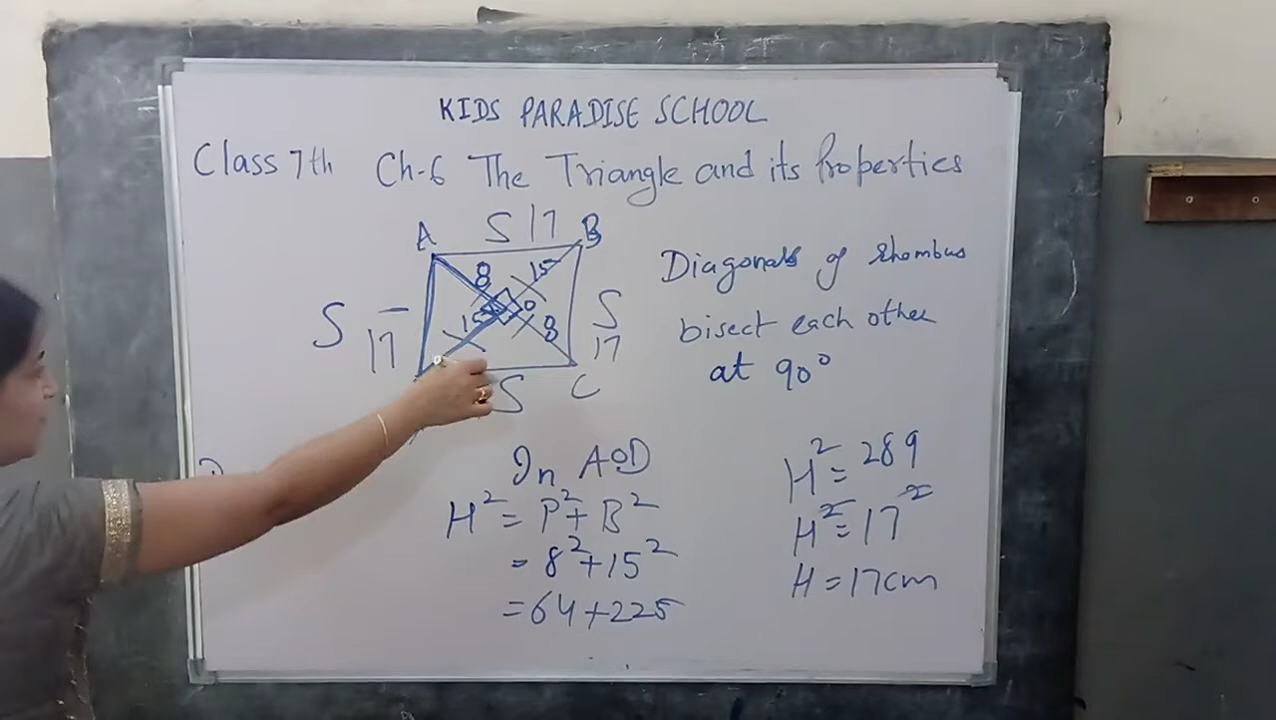 KIDS PARADISE SCHOOL
Class 7th Ch-6 The Triangle and its Properties
S 17
A B
8 15
S 17
15 0 8
S 17
S C
Diagonals of rhombus
bisect each other
at 90°
In AOD
H² = P² + B²
= 8² + 15²
= 64 + 225
H² = 289
H² = 17²
H = 17cm